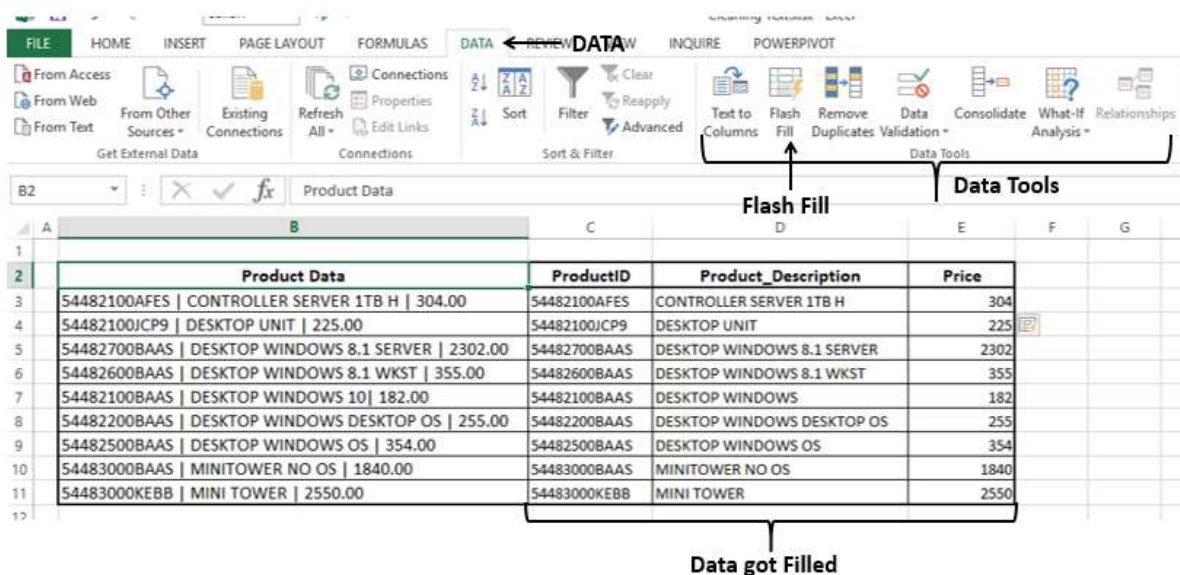 FILE HOME INSERT PAGE LAYOUT FORMULAS DATA DATA INQUIRE POWERPIVOT
From Access
From Web
From Text
From Other Sources
Existing Connections
Get External Data
Refresh All
Connections
Properties
Edit Links
Connections
Sort
Filter
Clear
Reapply
Advanced
Sort & Filter
Text to Columns
Flash Fill
Remove Duplicates
Data Validation
Consolidate
What-If Analysis
Relationships
Data Tools
Flash Fill
Data Tools
B2 fx Product Data
A B C D E F G
1
2 Product Data ProductID Product_Description Price
3 54482100AFES | CONTROLLER SERVER 1TB H | 304.00 54482100AFES CONTROLLER SERVER 1TB H 304
4 54482100JCP9 | DESKTOP UNIT | 225.00 54482100JCP9 DESKTOP UNIT 225
5 54482700BAAS | DESKTOP WINDOWS 8.1 SERVER | 2302.00 54482700BAAS DESKTOP WINDOWS 8.1 SERVER 2302
6 54482600BAAS | DESKTOP WINDOWS 8.1 WKST | 355.00 54482600BAAS DESKTOP WINDOWS 8.1 WKST 355
7 54482100BAAS | DESKTOP WINDOWS 10| 182.00 54482100BAAS DESKTOP WINDOWS 182
8 54482200BAAS | DESKTOP WINDOWS DESKTOP OS | 255.00 54482200BAAS DESKTOP WINDOWS DESKTOP OS 255
9 54482500BAAS | DESKTOP WINDOWS OS | 354.00 54482500BAAS DESKTOP WINDOWS OS 354
10 54483000BAAS | MINITOWER NO OS | 1840.00 54483000BAAS MINITOWER NO OS 1840
11 54483000KEBB | MINI TOWER | 2550.00 54483000KEBB MINI TOWER 2550
Data got Filled